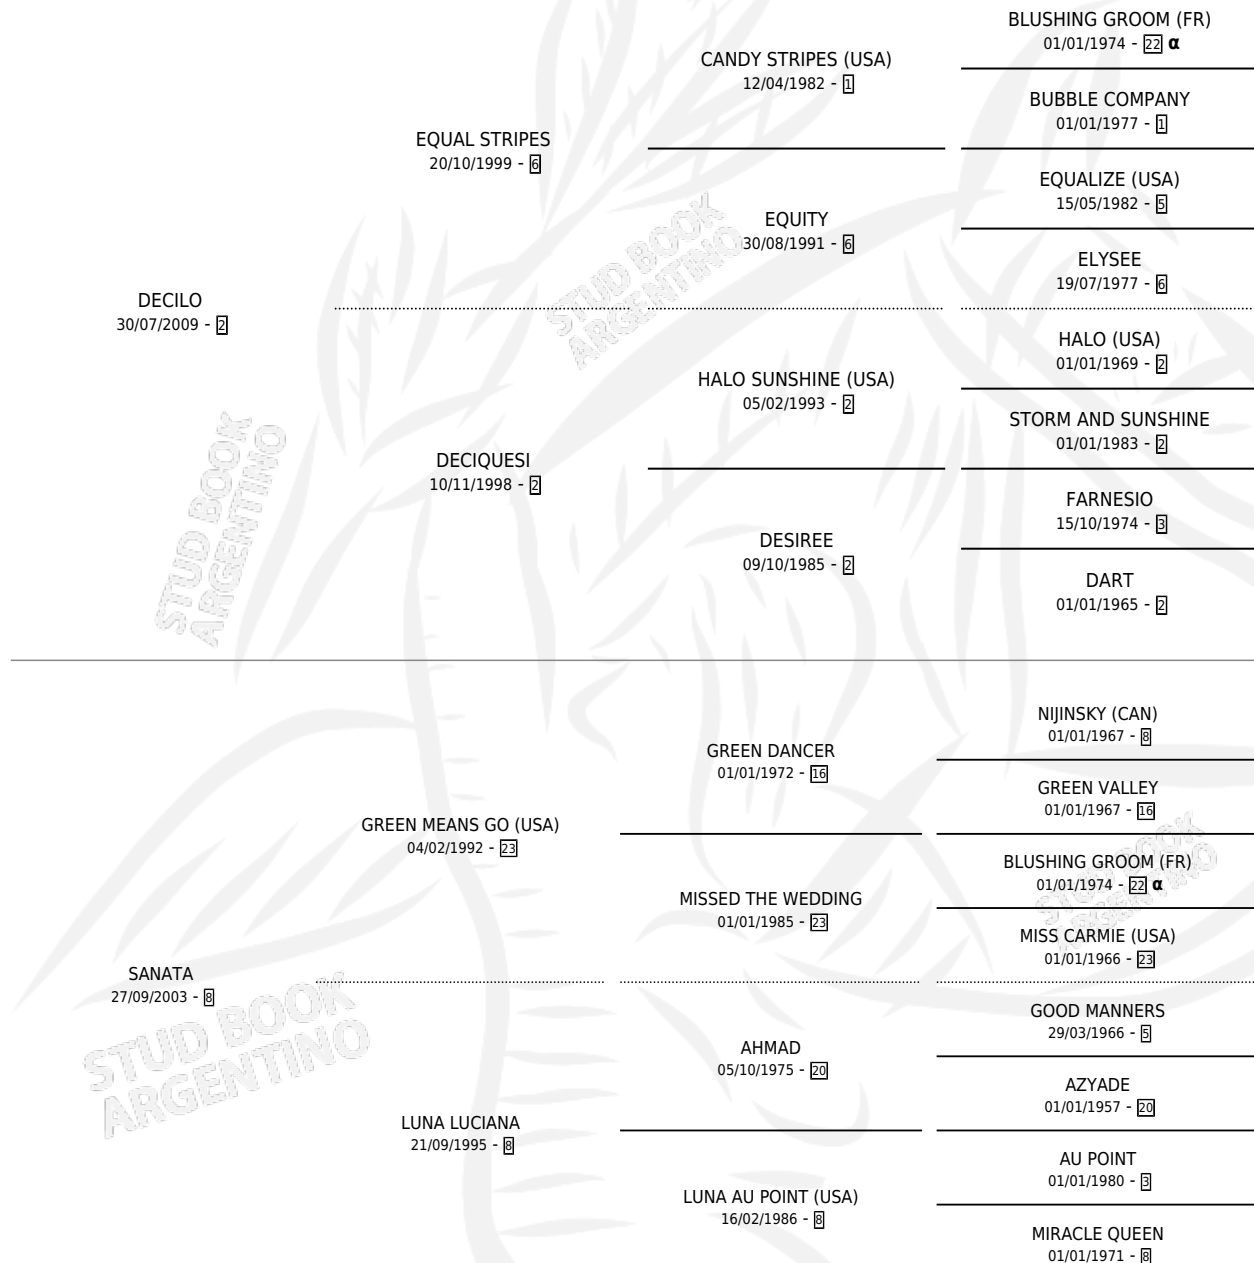 BLUSHING GROOM (FR)
01/01/1974 - 22 α
CANDY STRIPES (USA)
12/04/1982 - 1
BUBBLE COMPANY
01/01/1977 - 1
EQUAL STRIPES
20/10/1999 - 6
EQUALIZE (USA)
15/05/1982 - 5
EQUITY
30/08/1991 - 6
ELYSEE
19/07/1977 - 6
DECILO
30/07/2009 - 2
HALO (USA)
01/01/1969 - 2
HALO SUNSHINE (USA)
05/02/1993 - 2
STORM AND SUNSHINE
01/01/1983 - 2
DECIQUESI
10/11/1998 - 2
FARNESIO
15/10/1974 - 3
DESIREE
09/10/1985 - 2
DART
01/01/1965 - 2
NIJINSKY (CAN)
01/01/1967 - 8
GREEN DANCER
01/01/1972 - 16
GREEN VALLEY
01/01/1967 - 16
GREEN MEANS GO (USA)
04/02/1992 - 23
BLUSHING GROOM (FR)
01/01/1974 - 22 α
MISSED THE WEDDING
01/01/1985 - 23
MISS CARMIE (USA)
01/01/1966 - 23
SANATA
27/09/2003 - 8
GOOD MANNERS
29/03/1966 - 5
AHMAD
05/10/1975 - 20
AZYADE
01/01/1957 - 20
LUNA LUCIANA
21/09/1995 - 8
AU POINT
01/01/1980 - 3
LUNA AU POINT (USA)
16/02/1986 - 8
MIRACLE QUEEN
01/01/1971 - 8
STUD BOOK
ARGENTINO
STUD BOOK
ARGENTINO
STUD BOOK
ARGENTINO
STUD BOOK
ARGENTINO